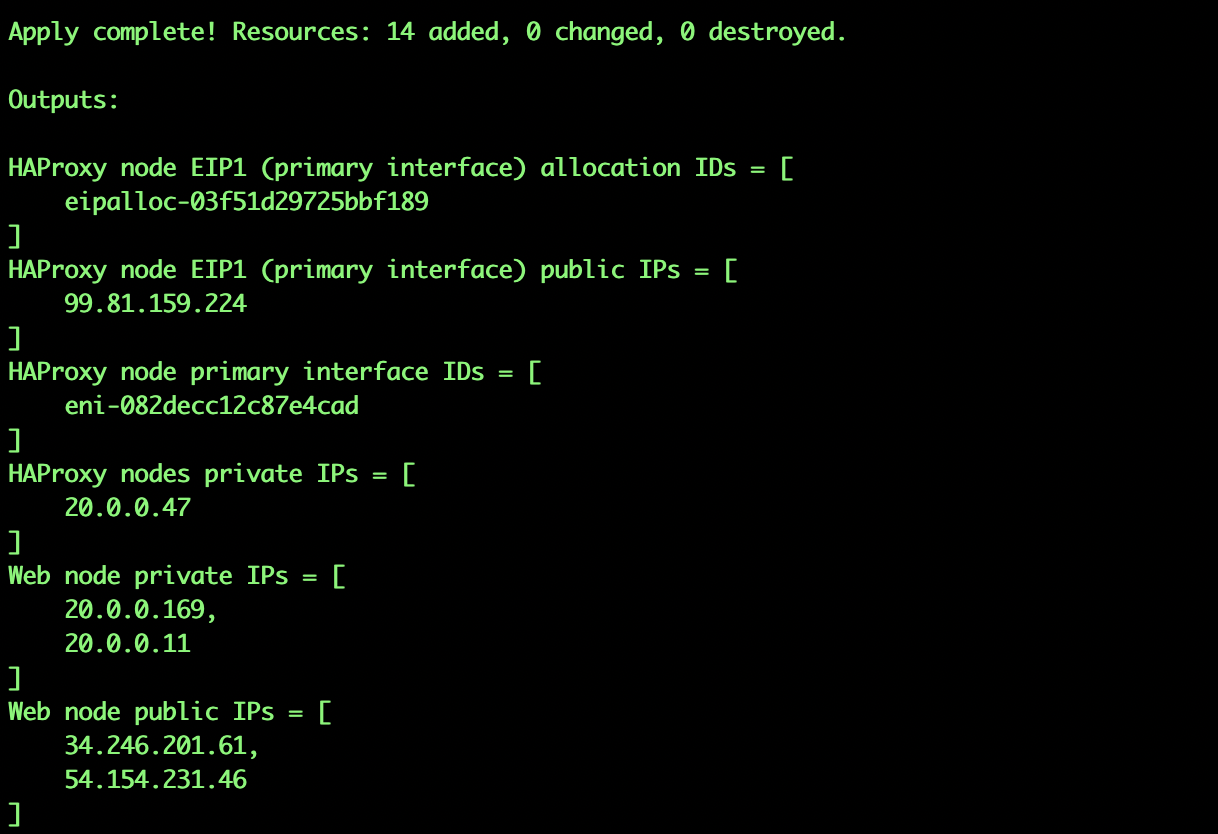 Apply complete! Resources: 14 added, 0 changed, 0 destroyed.
Outputs:
HAProxy node EIP1 (primary interface) allocation IDs = [
    eipalloc-03f51d29725bbf189
]
HAProxy node EIP1 (primary interface) public IPs = [
    99.81.159.224
]
HAProxy node primary interface IDs = [
    eni-082decc12c87e4cad
]
HAProxy nodes private IPs = [
    20.0.0.47
]
Web node private IPs = [
    20.0.0.169,
    20.0.0.11
]
Web node public IPs = [
    34.246.201.61,
    54.154.231.46
]